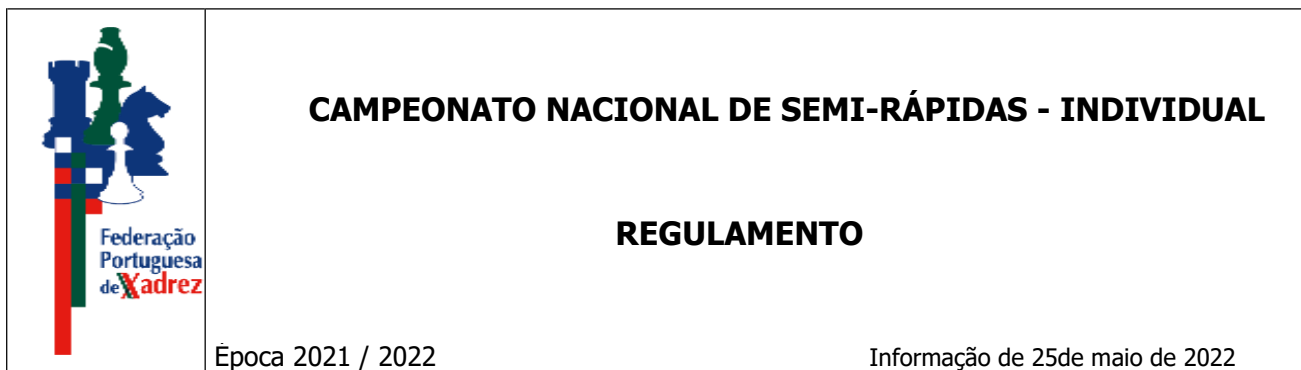 CAMPEONATO NACIONAL DE SEMI-RÁPIDAS - INDIVIDUAL
REGULAMENTO
Federação
Portuguesa
de Xadrez
Época 2021 / 2022
Informação de 25de maio de 2022